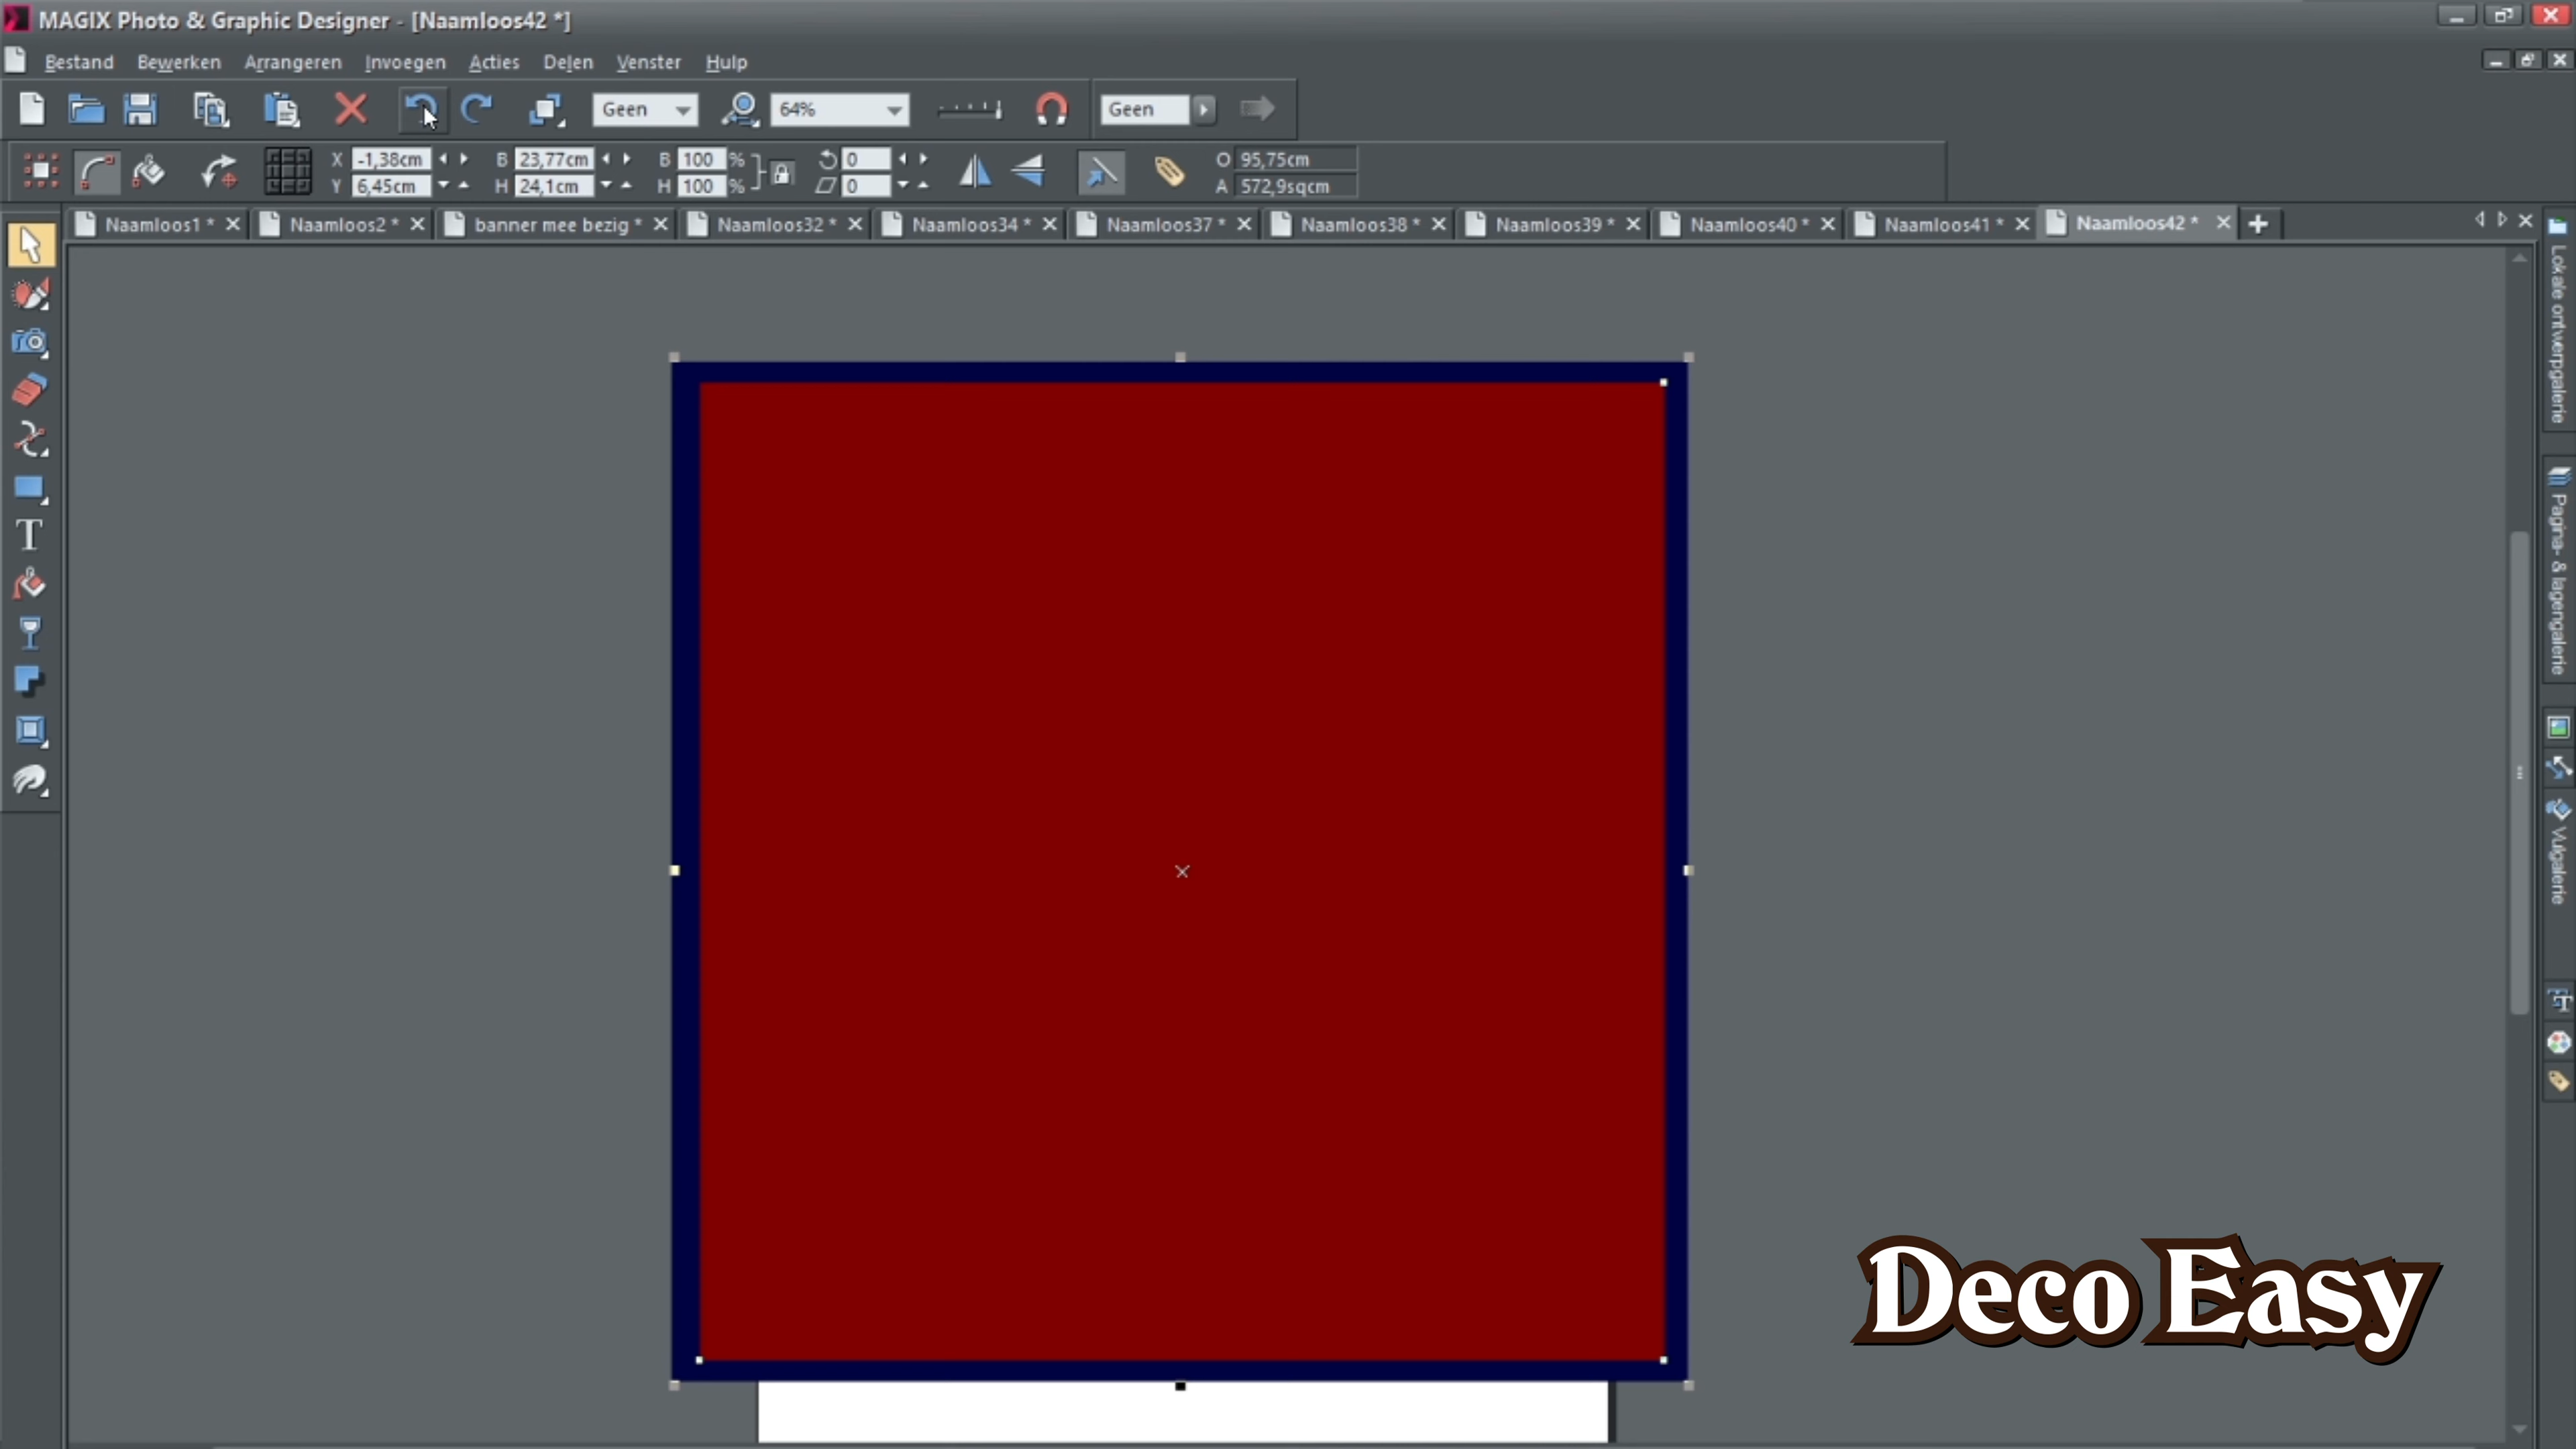 MAGIX Photo & Graphic Designer - [Naamloos42 *]
Bestand Bewerken Arrangeren Invoegen Acties Delen Venster Hulp
Geen 64% Geen
X -1,38cm B 23,77cm B 100 % 0 O 95,75cm
Y 6,45cm H 24,1cm H 100 % 0 A 572,9sqcm
Naamloos1 * Naamloos2 * banner mee bezig * Naamloos32 * Naamloos34 * Naamloos37 * Naamloos38 * Naamloos39 * Naamloos40 * Naamloos41 * Naamloos42 *
Lokale ontwerpgalerie
Pagina- & lagengalerie
Vulgalerie
Deco Easy